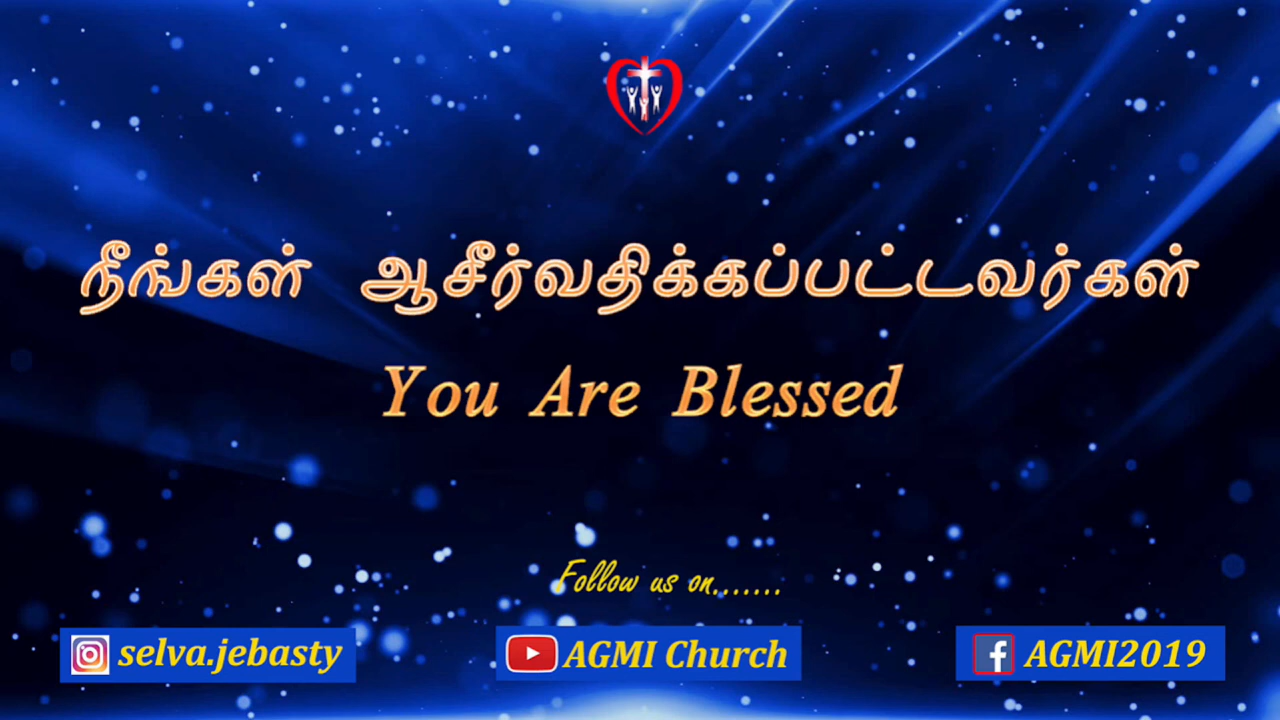 நீங்கள் ஆசீர்வதிக்கப்பட்டவர்கள்
You Are Blessed
Follow us on.......
selva.jebasty
AGMI Church
AGMI2019